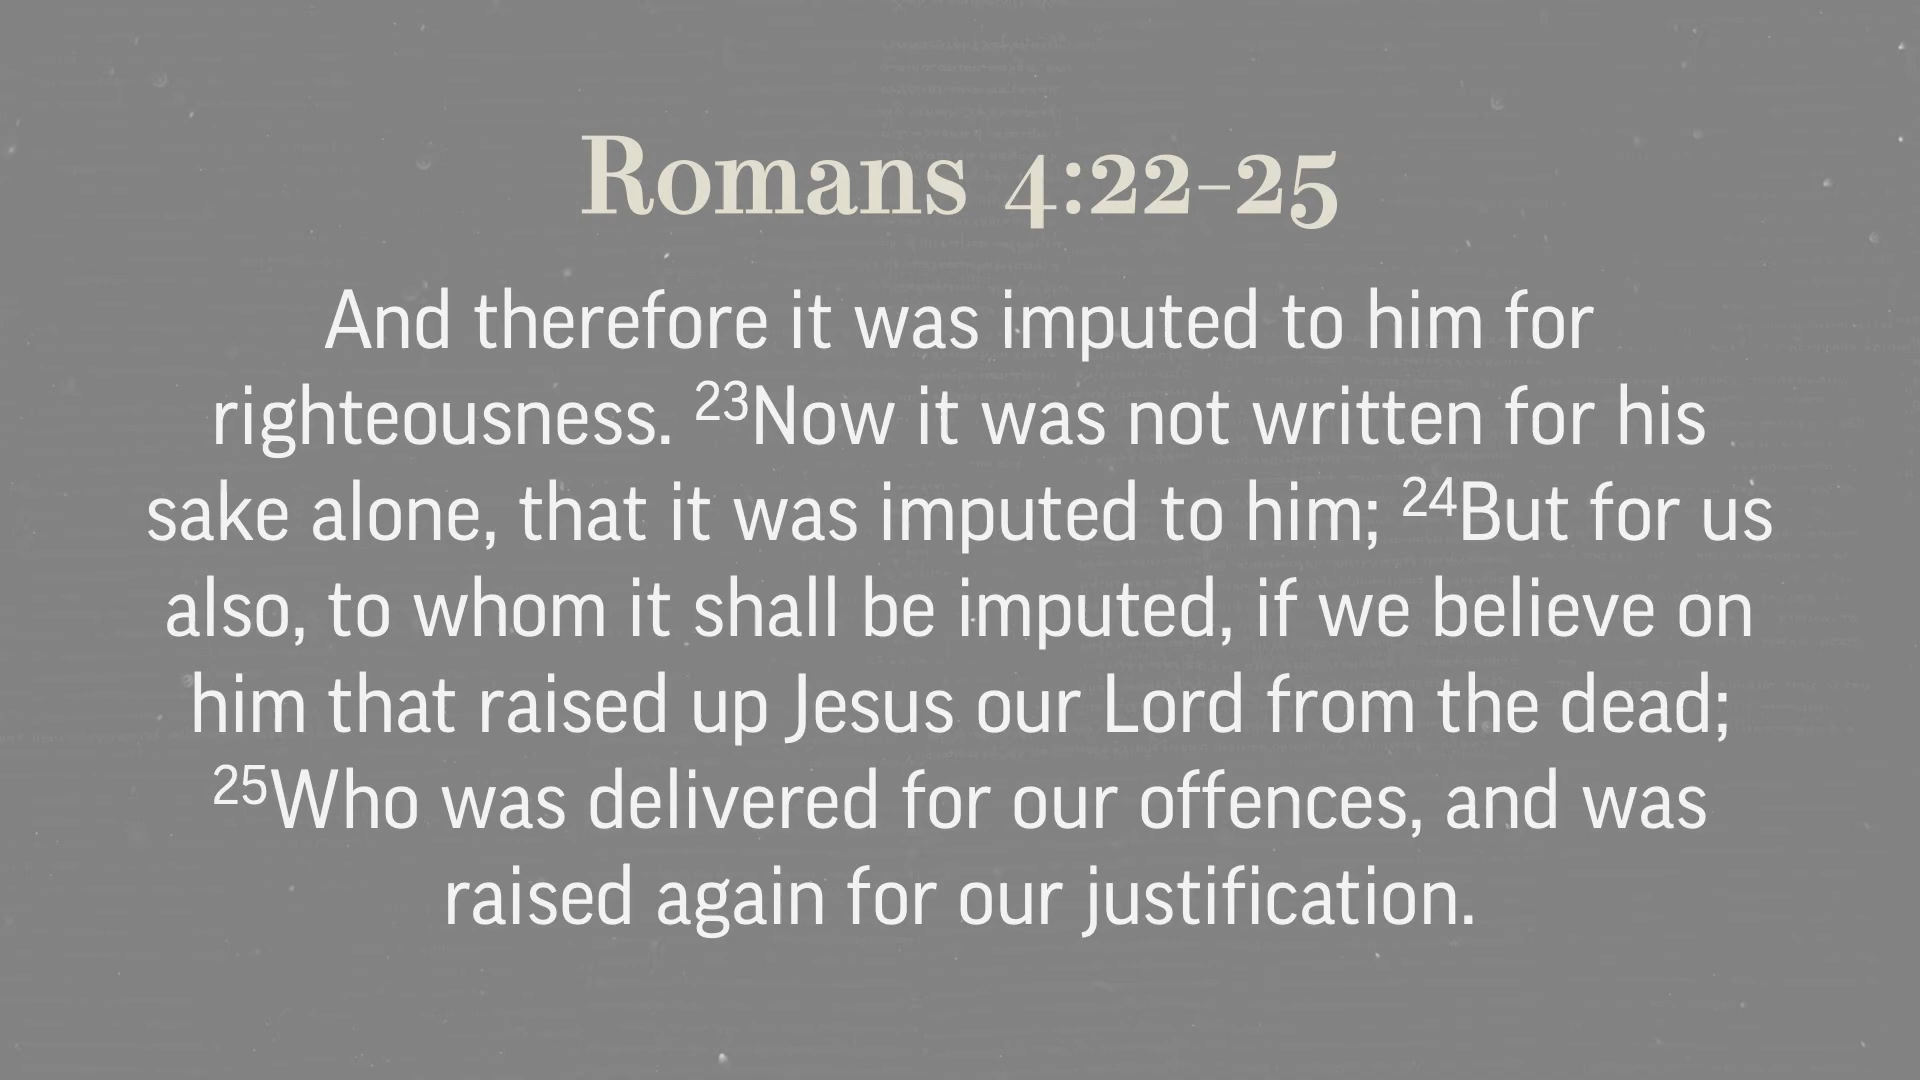 Romans 4:22-25
And therefore it was imputed to him for
righteousness. 23Now it was not written for his
sake alone, that it was imputed to him; 24But for us
also, to whom it shall be imputed, if we believe on
him that raised up Jesus our Lord from the dead;
25Who was delivered for our offences, and was
raised again for our justification.